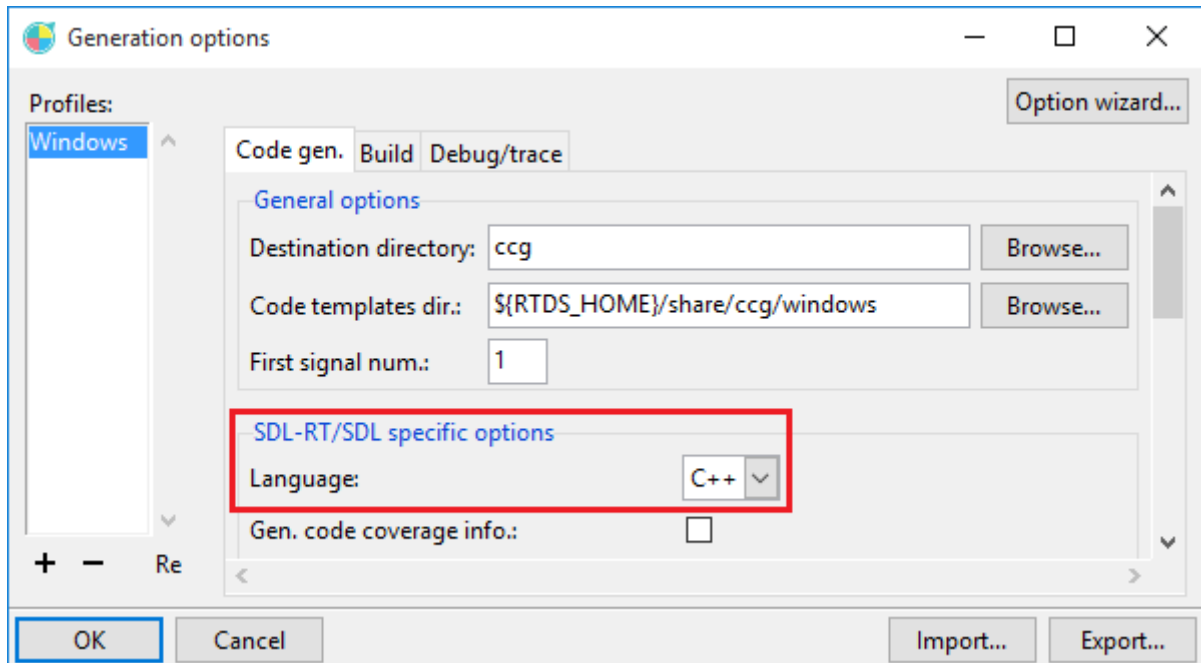 Generation options
Profiles:
Option wizard...
Windows
Code gen. Build Debug/trace
General options
Destination directory: ccg Browse...
Code templates dir.: ${RTDS_HOME}/share/ccg/windows Browse...
First signal num.: 1
SDL-RT/SDL specific options
Language: C++
Gen. code coverage info.:
+ − Re
OK Cancel Import... Export...